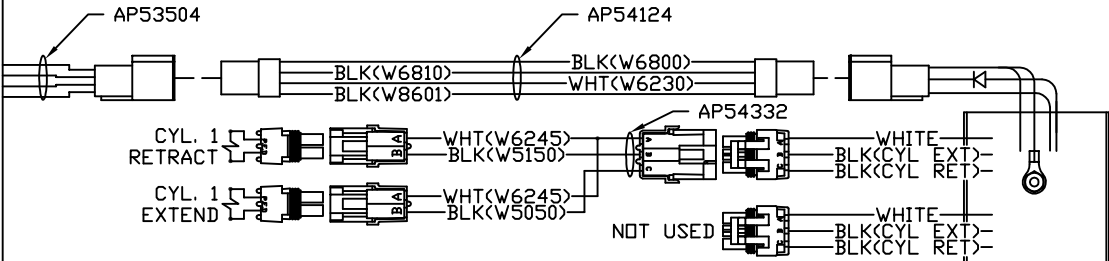 AP53504
AP54124
BLK(W6800)
BLK(W6810)
WHT(W6230)
BLK(W8601)
AP54332
CYL. 1
RETRACT
A
B
WHT(W6245)
BLK(W5150)
A
B
C
WHITE
BLK(CYL EXT)
BLK(CYL RET)
CYL. 1
EXTEND
A
B
WHT(W6245)
BLK(W5050)
NOT USED
WHITE
BLK(CYL EXT)
BLK(CYL RET)